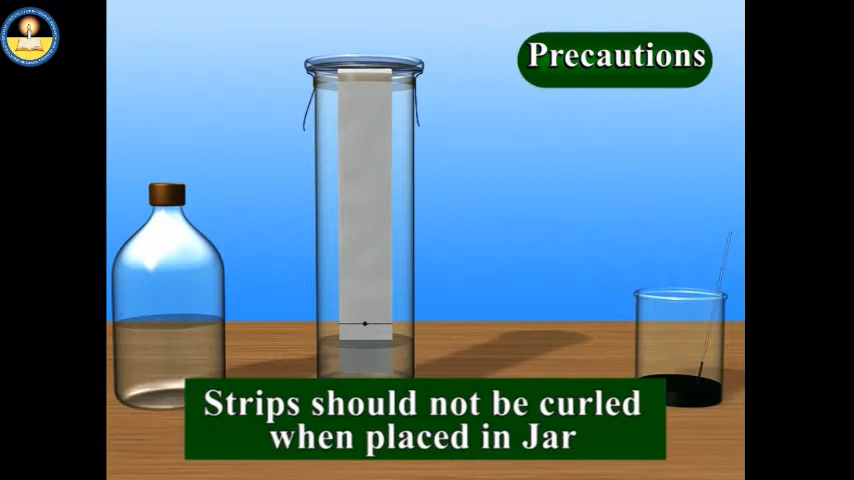 Precautions
Strips should not be curled
when placed in Jar